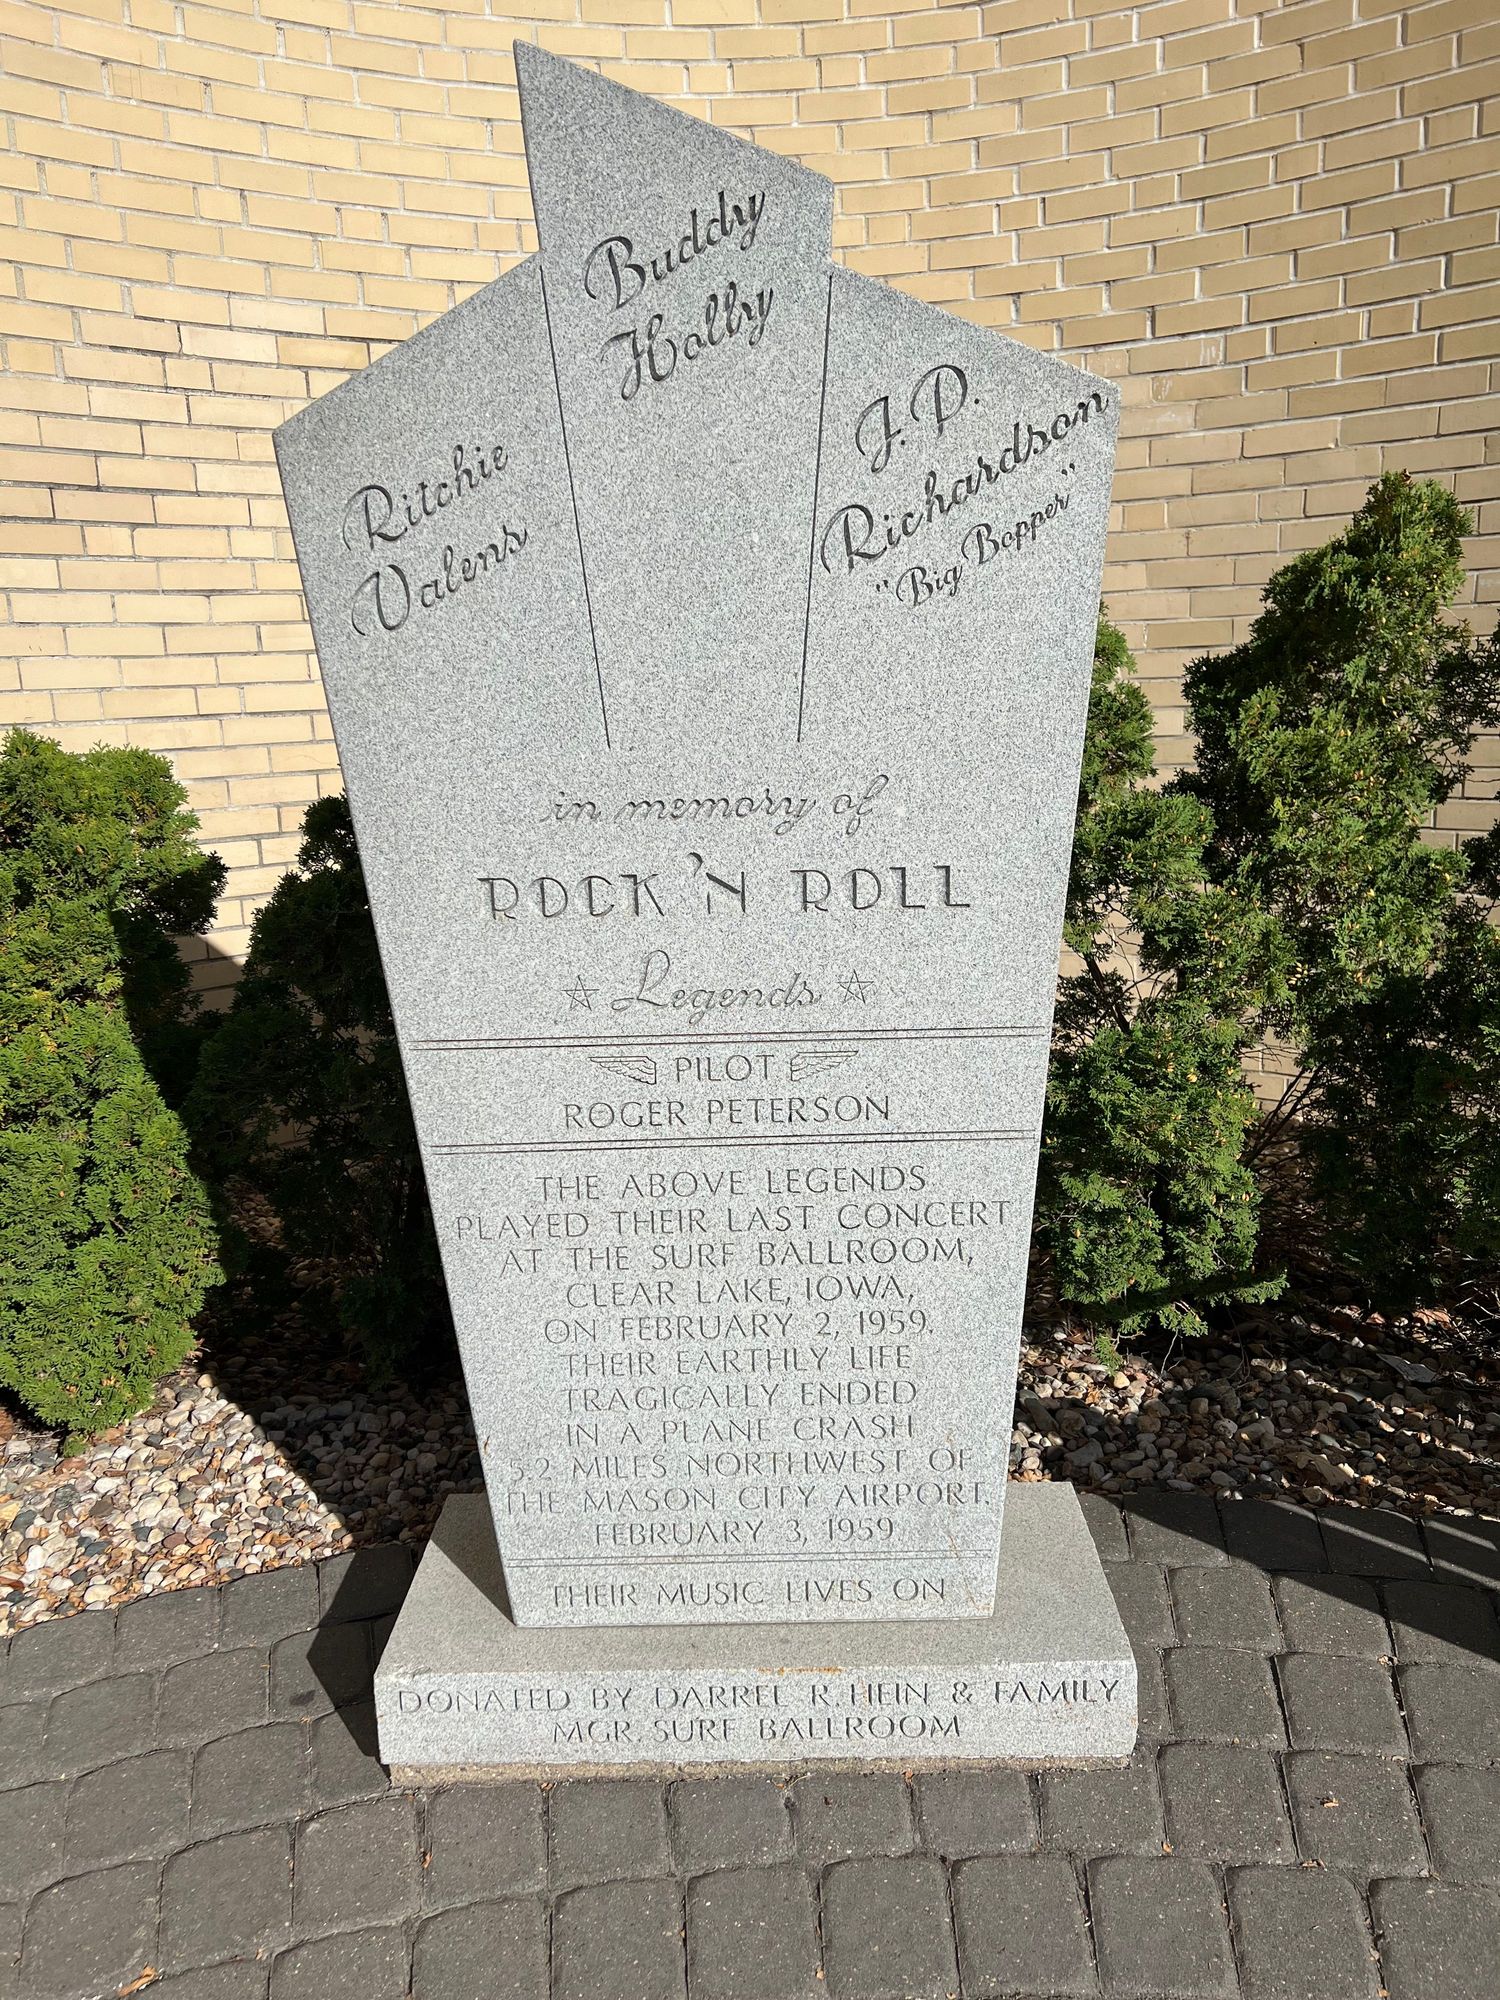 Buddy
Holly
Ritchie
Valens
J. P.
Richardson
"Big Bopper"
in memory of
ROCK 'N ROLL
Legends
PILOT
ROGER PETERSON
THE ABOVE LEGENDS
PLAYED THEIR LAST CONCERT
AT THE SURF BALLROOM,
CLEAR LAKE, IOWA,
ON FEBRUARY 2, 1959.
THEIR EARTHLY LIFE
TRAGICALLY ENDED
IN A PLANE CRASH
5.2 MILES NORTHWEST OF
THE MASON CITY AIRPORT.
FEBRUARY 3, 1959
THEIR MUSIC LIVES ON
DONATED BY DARREL R. HEIN & FAMILY
MGR. SURF BALLROOM